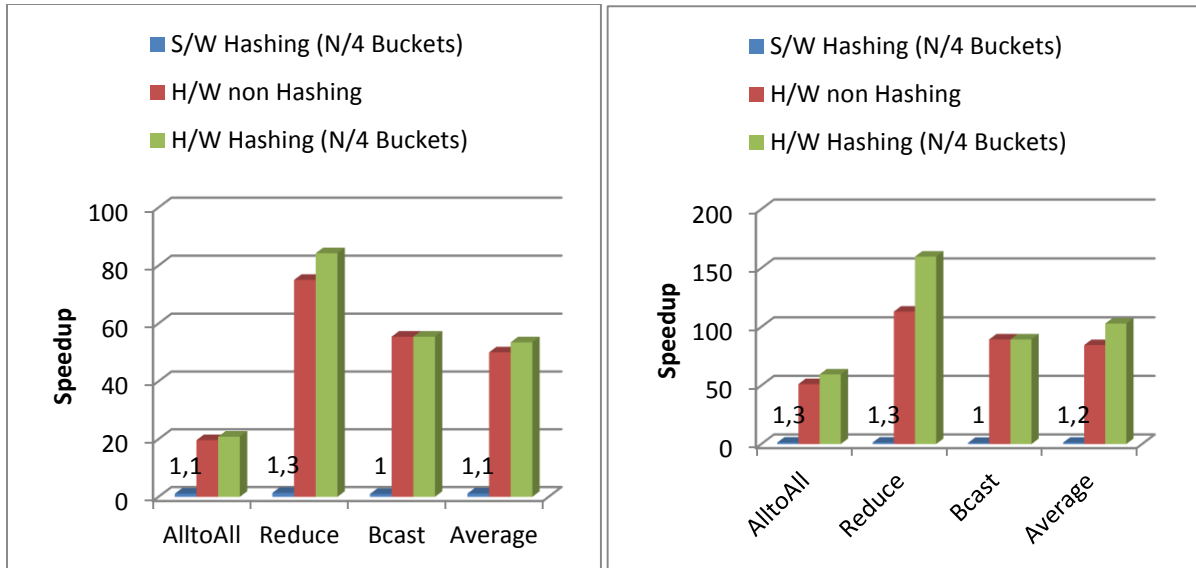 S/W Hashing (N/4 Buckets)
H/W non Hashing
H/W Hashing (N/4 Buckets)
Speedup
100
80
60
40
20
0
1,1
1,3
1
1,1
AlltoAll
Reduce
Bcast
Average
S/W Hashing (N/4 Buckets)
H/W non Hashing
H/W Hashing (N/4 Buckets)
Speedup
200
150
100
50
0
1,3
1,3
1
1,2
AlltoAll
Reduce
Bcast
Average